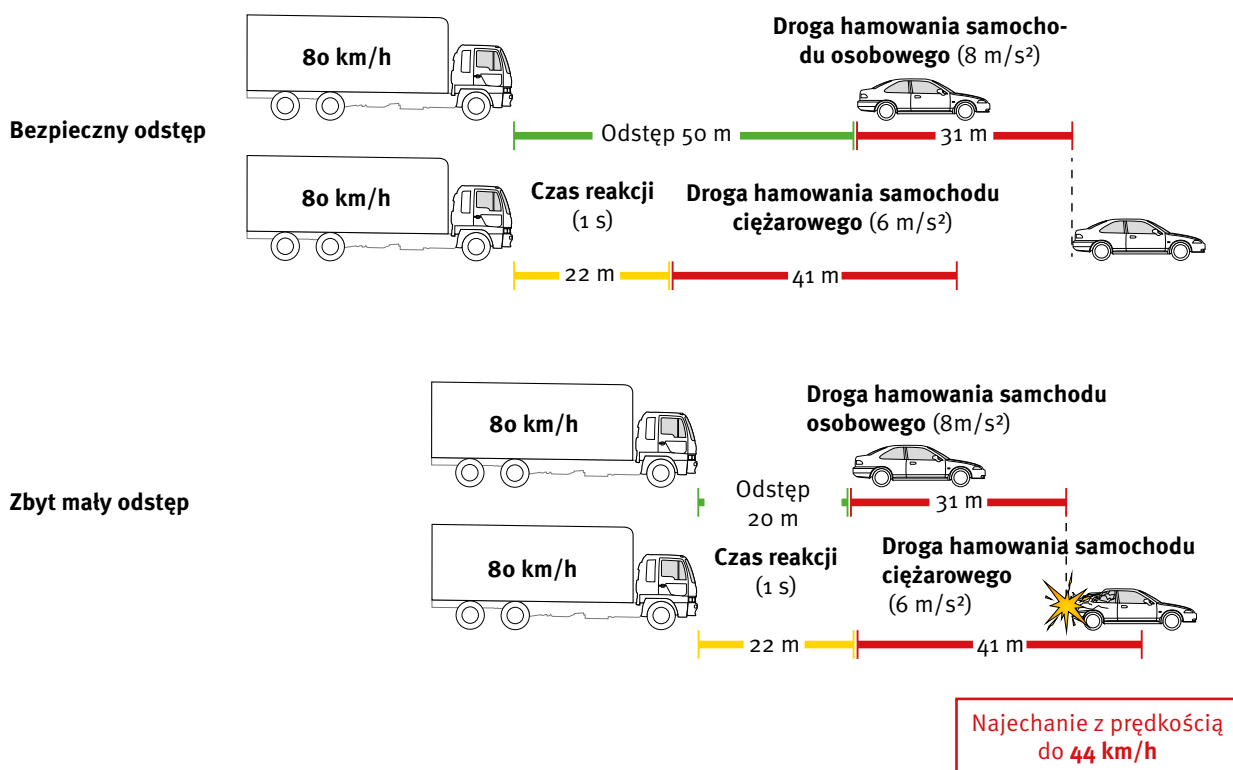 80 km/h
Droga hamowania samocho-
du osobowego (8 m/s²)
Bezpieczny odstęp
Odstęp 50 m
31 m
80 km/h
Czas reakcji
(1 s)
Droga hamowania samochodu
ciężarowego (6 m/s²)
22 m
41 m
80 km/h
Droga hamowania samchodu
osobowego (8m/s²)
Zbyt mały odstęp
Odstęp
20 m
31 m
80 km/h
Czas reakcji
(1 s)
Droga hamowania samochodu
ciężarowego
(6 m/s²)
22 m
41 m
Najechanie z prędkością
do 44 km/h